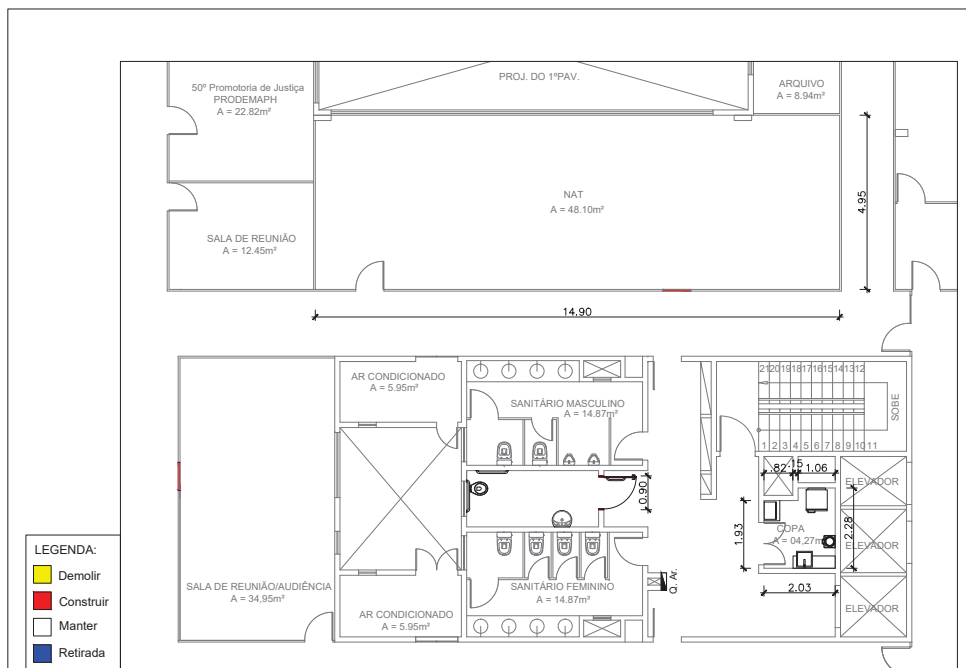 50º Promotoria de Justiça
PRODEMAPH
A = 22.82m²
PROJ. DO 1ºPAV.
ARQUIVO
A = 8.94m²
NAT
A = 48.10m²
4.95
SALA DE REUNIÃO
A = 12.45m²
14.90
AR CONDICIONADO
A = 5.95m²
SANITÁRIO MASCULINO
A = 14.87m²
21 20 19 18 17 16 15 14 13 12
SOBE
1 2 3 4 5 6 7 8 9 10 11
.82
.15
1.06
ELEVADOR
0.90
1.93
COPA
A = 04,27m²
2.28
ELEVADOR
LEGENDA:
Demolir
Construir
Manter
Retirada
SALA DE REUNIÃO/AUDIÊNCIA
A = 34,95m²
AR CONDICIONADO
A = 5.95m²
SANITÁRIO FEMININO
A = 14.87m²
Q. Ar.
2.03
ELEVADOR